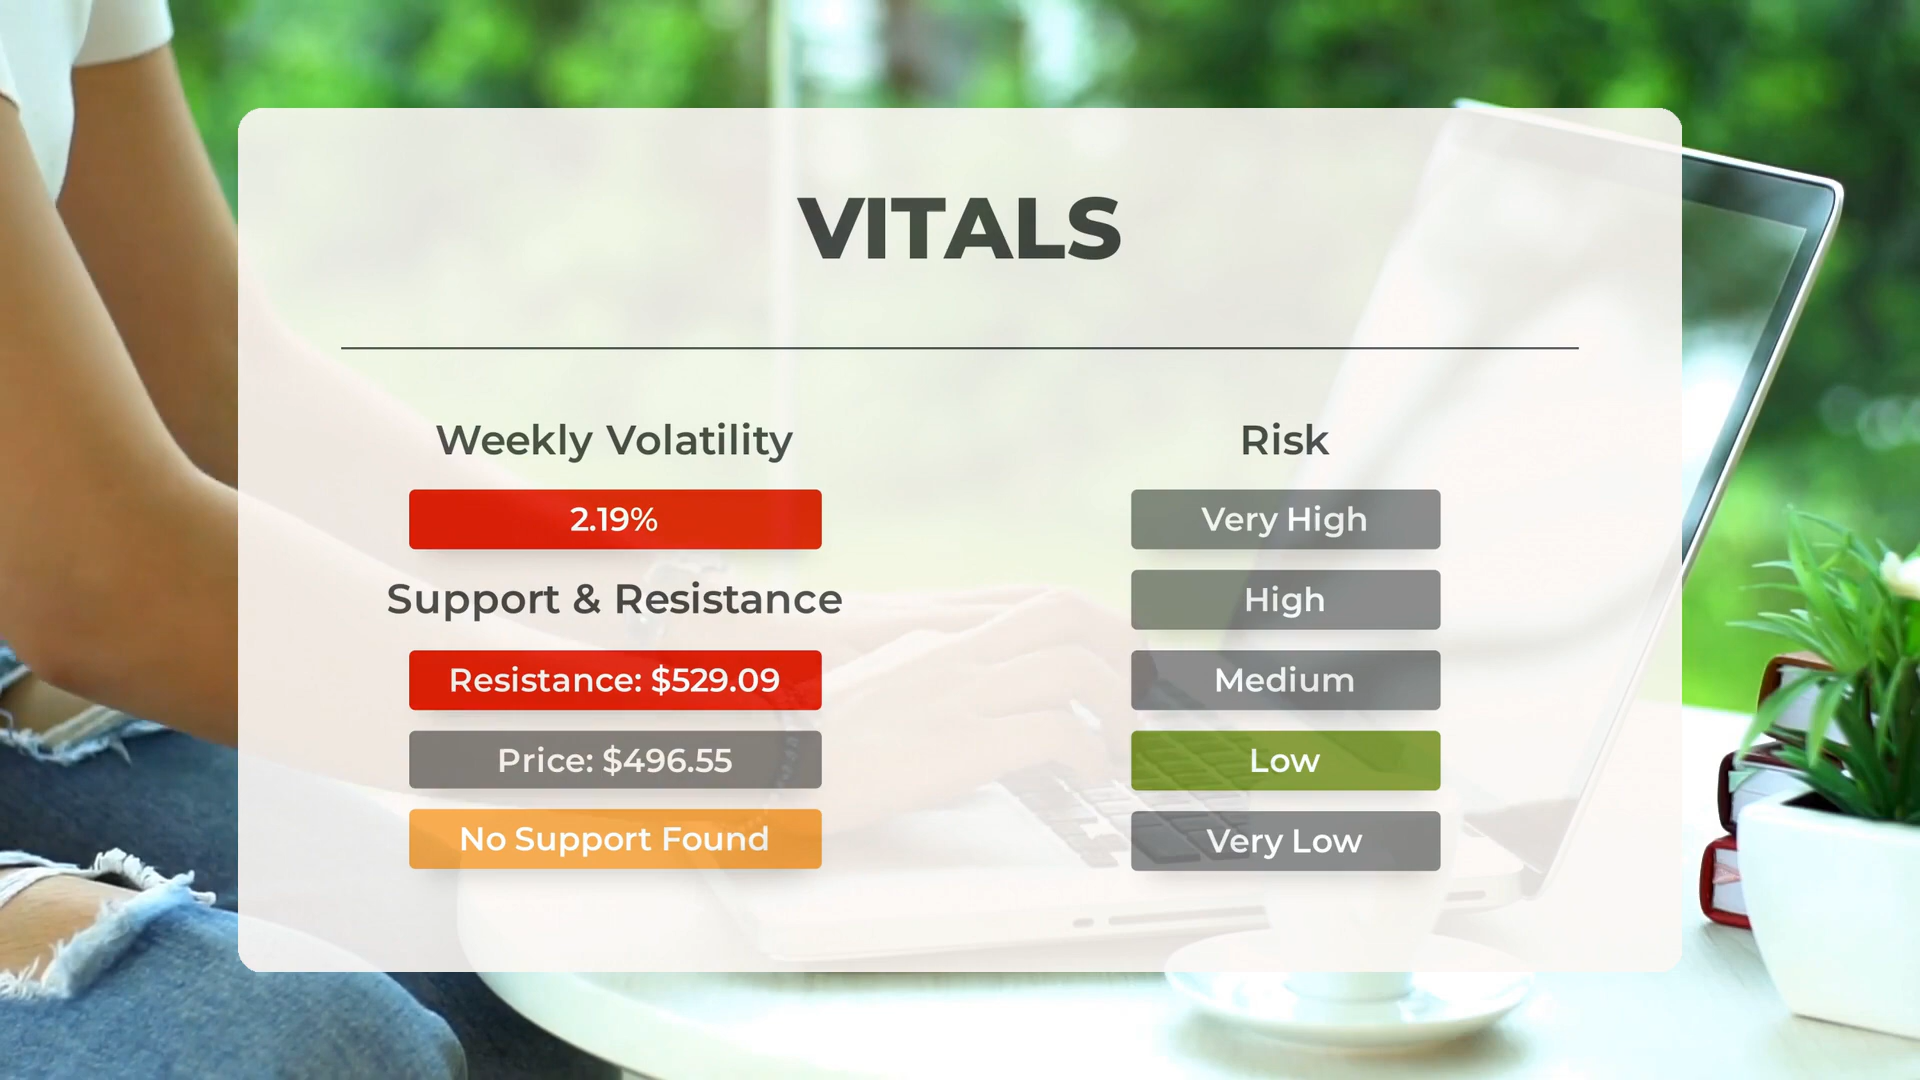 VITALS
Weekly Volatility
2.19%
Support & Resistance
Resistance: $529.09
Price: $496.55
No Support Found
Risk
Very High
High
Medium
Low
Very Low